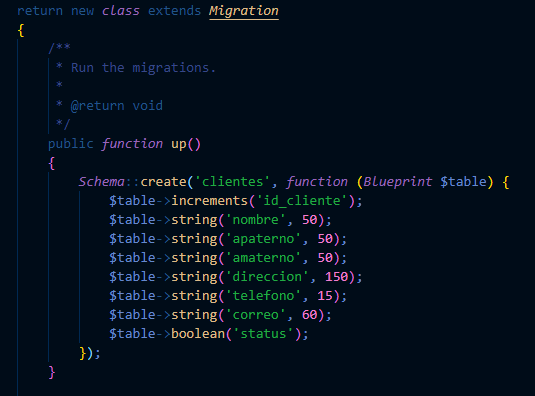 return new class extends Migration
{
/**
* Run the migrations.
*
* @return void
*/
public function up()
{
Schema::create('clientes', function (Blueprint $table) {
$table->increments('id_cliente');
$table->string('nombre', 50);
$table->string('apaterno', 50);
$table->string('amaterno', 50);
$table->string('direccion', 150);
$table->string('telefono', 15);
$table->string('correo', 60);
$table->boolean('status');
});
}